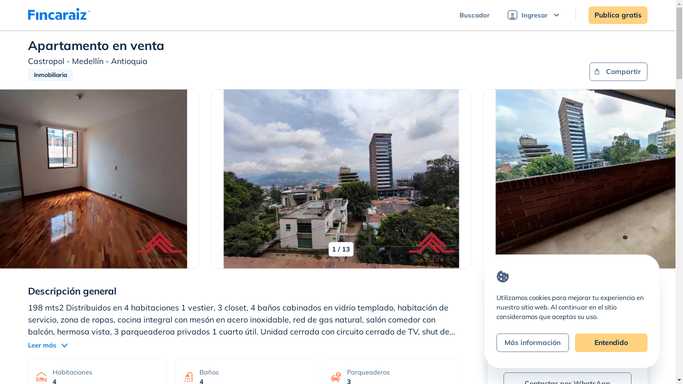 Fincaraiz
Buscador
Ingresar
Publica gratis
Apartamento en venta
Castropol - Medellín - Antioquia
Inmobiliaria
Compartir
1 / 13
Descripción general
198 mts2 Distribuidos en 4 habitaciones 1 vestier, 3 closet, 4 baños cabinados en vidrio templado, habitación de
servicio, zona de ropas, cocina integral con mesón en acero inoxidable, red de gas natural, salón comedor con
balcón, hermosa vista, 3 parqueaderos privados 1 cuarto útil. Unidad cerrada con circuito cerrado de TV, shut de...
Leer más
Habitaciones
4
Baños
4
Parqueaderos
3
Utilizamos cookies para mejorar tu experiencia en
nuestro sitio web. Al continuar en el sitio
consideramos que aceptas su uso.
Más información
Entendido
Contactar por WhatsApp